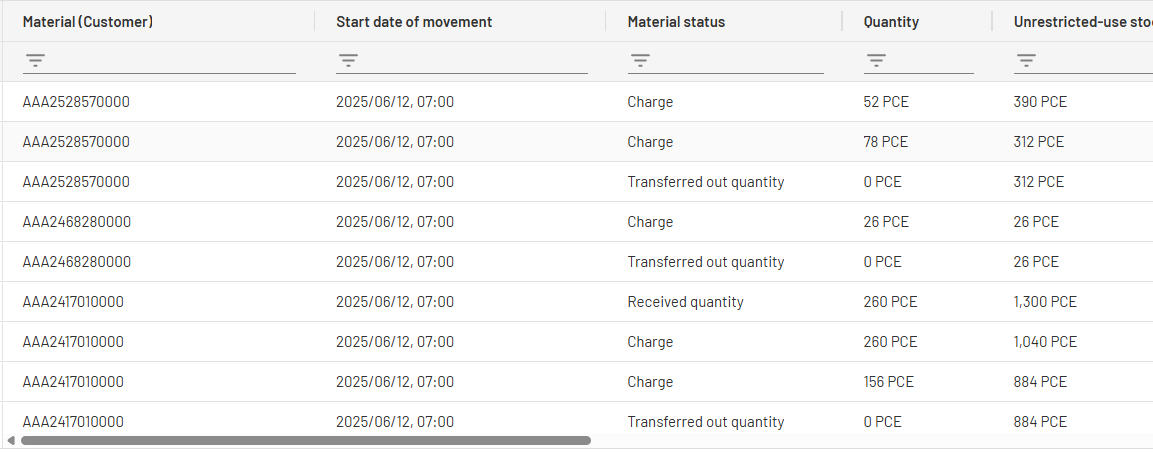 Material (Customer) Start date of movement Material status Quantity Unrestricted-use
AAA2528570000 2025/06/12, 07:00 Charge 52 PCE 390 PCE
AAA2528570000 2025/06/12, 07:00 Charge 78 PCE 312 PCE
AAA2528570000 2025/06/12, 07:00 Transferred out quantity 0 PCE 312 PCE
AAA2468280000 2025/06/12, 07:00 Charge 26 PCE 26 PCE
AAA2468280000 2025/06/12, 07:00 Transferred out quantity 0 PCE 26 PCE
AAA2417010000 2025/06/12, 07:00 Received quantity 260 PCE 1,300 PCE
AAA2417010000 2025/06/12, 07:00 Charge 260 PCE 1,040 PCE
AAA2417010000 2025/06/12, 07:00 Charge 156 PCE 884 PCE
AAA2417010000 2025/06/12, 07:00 Transferred out quantity 0 PCE 884 PCE